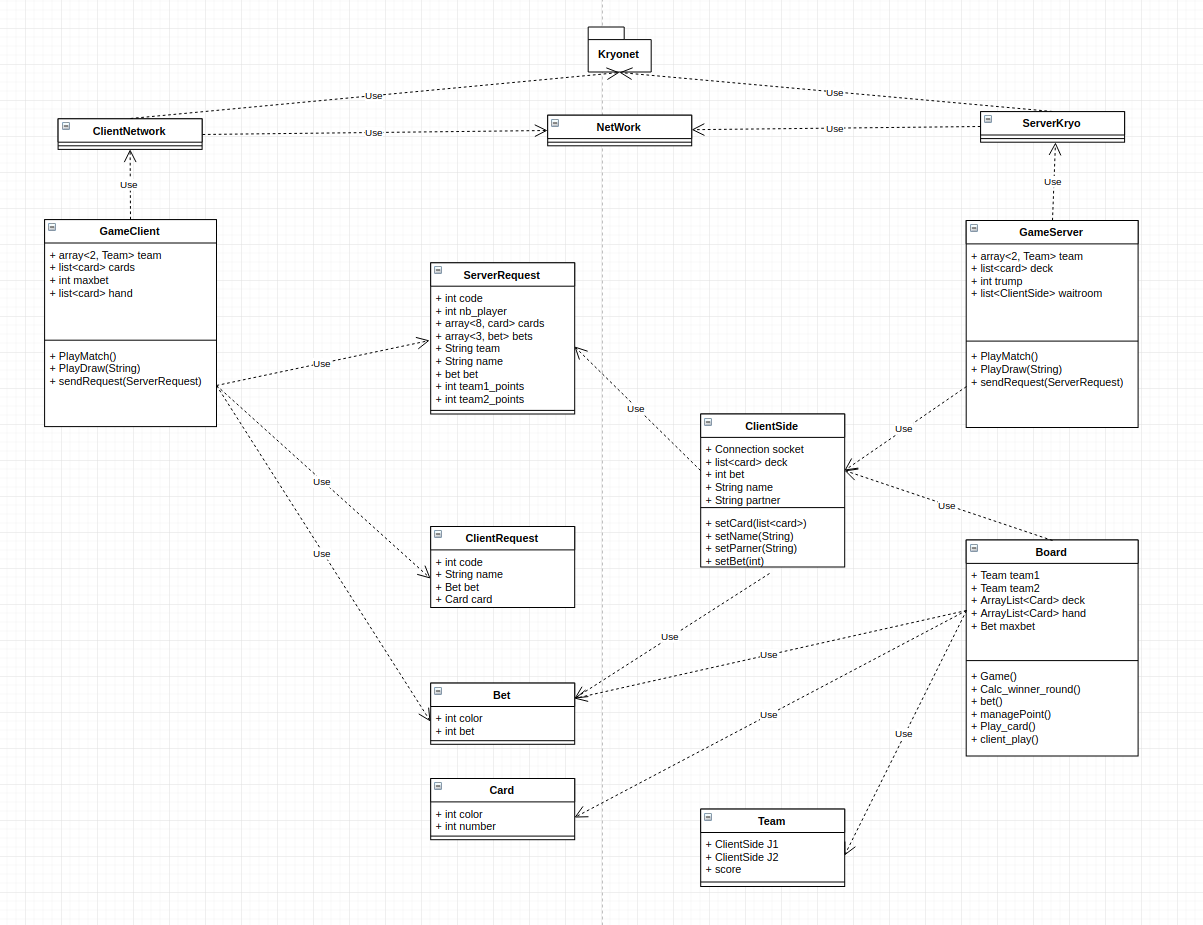 Kryonet
Use
Use
ClientNetwork
Use
NetWork
Use
ServerKryo
Use
Use
GameClient
+ array<2, Team> team
+ list<card> cards
+ int maxbet
+ list<card> hand
+ PlayMatch()
+ PlayDraw(String)
+ sendRequest(ServerRequest)
GameServer
+ array<2, Team> team
+ list<card> deck
+ int trump
+ list<ClientSide> waitroom
+ PlayMatch()
+ PlayDraw(String)
+ sendRequest(ServerRequest)
ServerRequest
+ int code
+ int nb_player
+ array<8, card> cards
+ array<3, bet> bets
+ String team
+ String name
+ bet bet
+ int team1_points
+ int team2_points
Use
Use
Use
ClientSide
+ Connection socket
+ list<card> deck
+ int bet
+ String name
+ String partner
+ setCard(list<card>)
+ setName(String)
+ setParner(String)
+ setBet(int)
Use
Use
ClientRequest
+ int code
+ String name
+ Bet bet
+ Card card
Use
Board
+ Team team1
+ Team team2
+ ArrayList<Card> deck
+ ArrayList<Card> hand
+ Bet maxbet
+ Game()
+ Calc_winner_round()
+ bet()
+ managePoint()
+ Play_card()
+ client_play()
Use
Use
Use
Use
Bet
+ int color
+ int bet
Card
+ int color
+ int number
Team
+ ClientSide J1
+ ClientSide J2
+ score